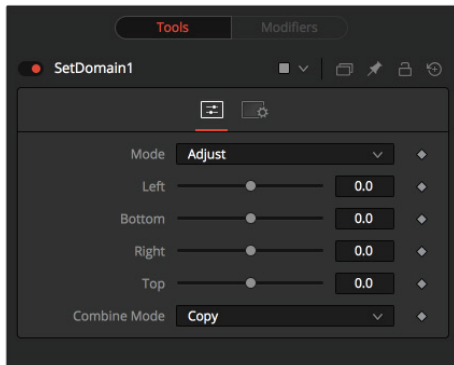 Tools Modifiers
SetDomain1
Mode Adjust
Left 0.0
Bottom 0.0
Right 0.0
Top 0.0
Combine Mode Copy